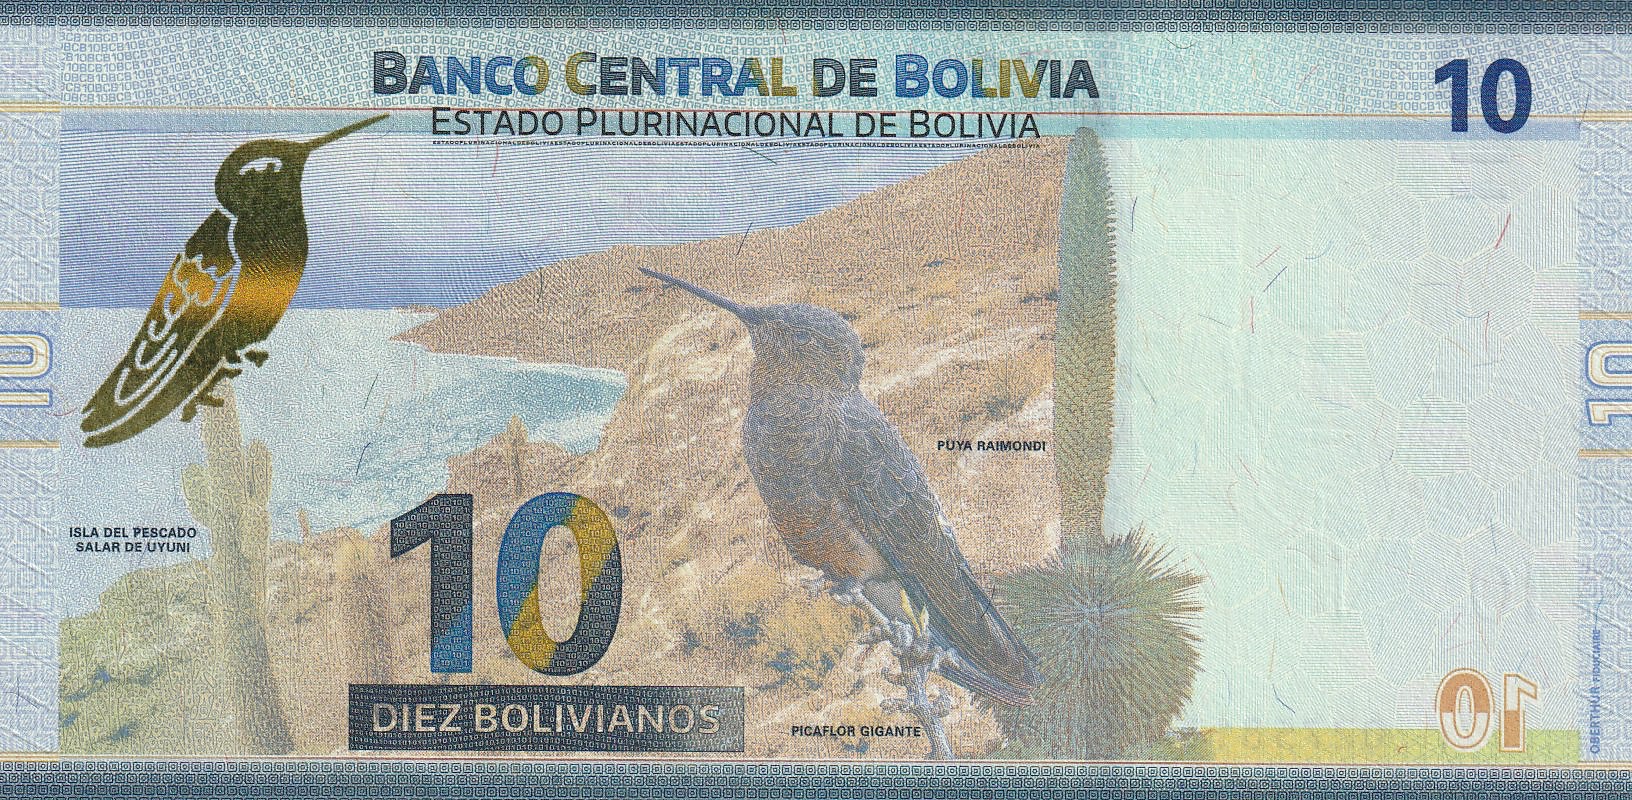 BANCO CENTRAL DE BOLIVIA
10
ESTADO PLURINACIONAL DE BOLIVIA
ESTADOPLURINACIONALDEBOLIVIAESTADOPLURINACIONALDEBOLIVIAESTADOPLURINACIONALDEBOLIVIAESTADOPLURINACIONALDEBOLIVIA
10
10
PUYA RAIMONDI
ISLA DEL PESCADO
SALAR DE UYUNI
10
DIEZ BOLIVIANOS
PICAFLOR GIGANTE
10
OBERTHUR FIDUCIAIRE